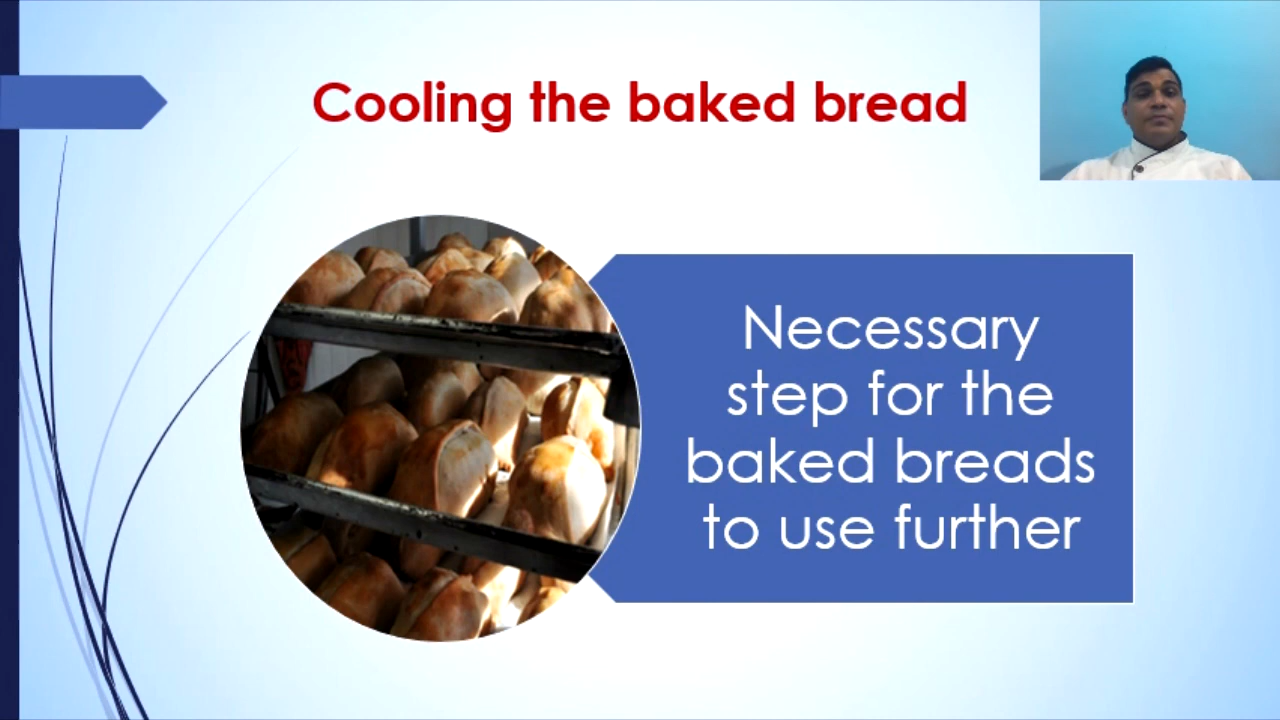 Cooling the baked bread
Necessary
step for the
baked breads
to use further